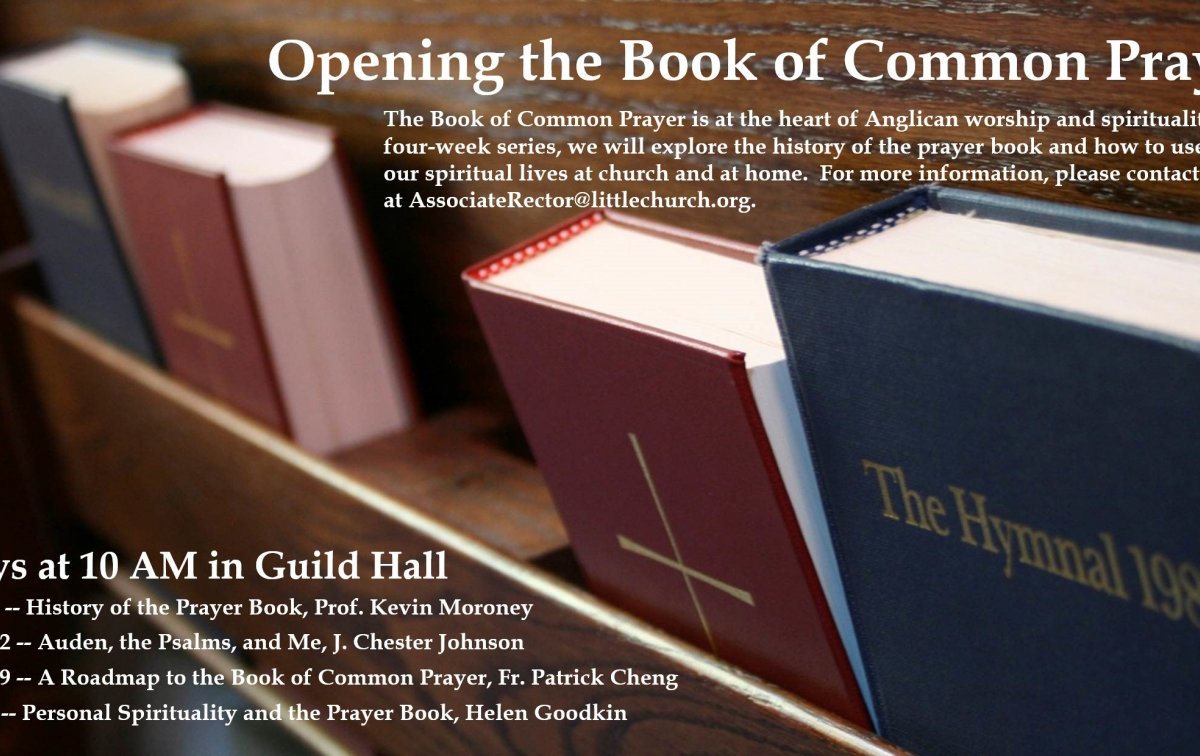 Opening the Book of Common Pray
The Book of Common Prayer is at the heart of Anglican worship and spiritualit
four-week series, we will explore the history of the prayer book and how to use
our spiritual lives at church and at home.  For more information, please contact
at AssociateRector@littlechurch.org.
The Hymnal 198
ys at 10 AM in Guild Hall
-- History of the Prayer Book, Prof. Kevin Moroney
2 -- Auden, the Psalms, and Me, J. Chester Johnson
9 -- A Roadmap to the Book of Common Prayer, Fr. Patrick Cheng
-- Personal Spirituality and the Prayer Book, Helen Goodkin